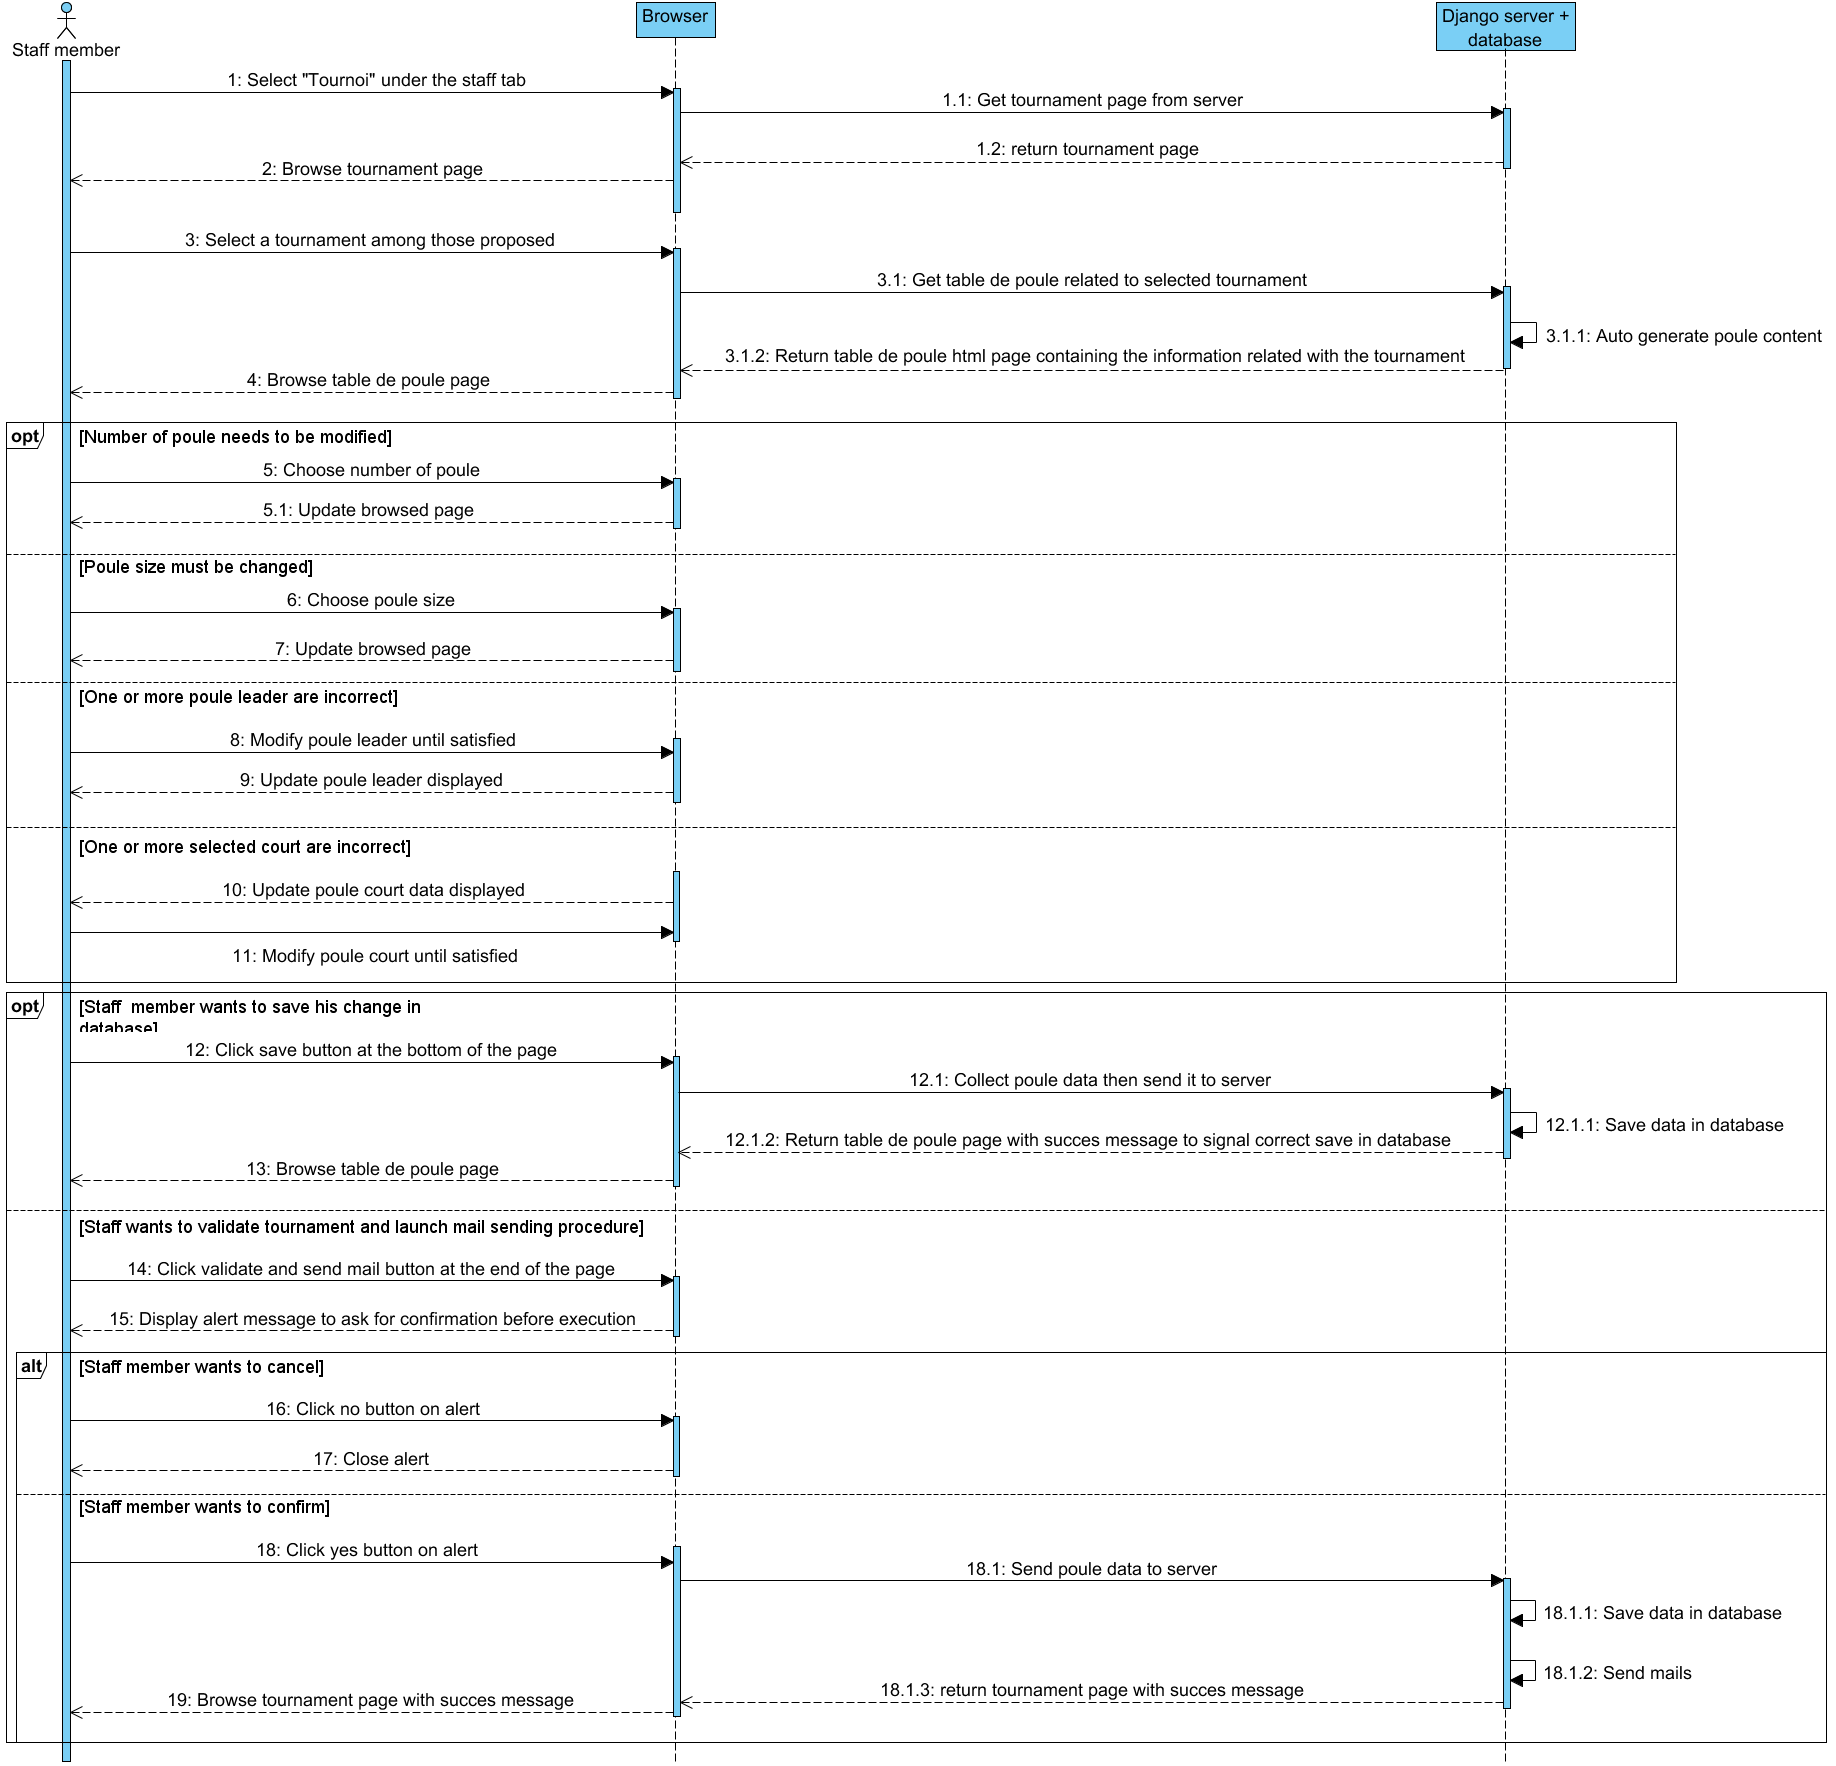 Staff member
Browser
Django server +
database
1: Select "Tournoi" under the staff tab
1.1: Get tournament page from server
1.2: return tournament page
2: Browse tournament page
3: Select a tournament among those proposed
3.1: Get table de poule related to selected tournament
3.1.1: Auto generate poule content
3.1.2: Return table de poule html page containing the information related with the tournament
4: Browse table de poule page
opt
[Number of poule needs to be modified]
5: Choose number of poule
5.1: Update browsed page
[Poule size must be changed]
6: Choose poule size
7: Update browsed page
[One or more poule leader are incorrect]
8: Modify poule leader until satisfied
9: Update poule leader displayed
[One or more selected court are incorrect]
10: Update poule court data displayed
11: Modify poule court until satisfied
opt
[Staff  member wants to save his change in
database]
12: Click save button at the bottom of the page
12.1: Collect poule data then send it to server
12.1.1: Save data in database
12.1.2: Return table de poule page with succes message to signal correct save in database
13: Browse table de poule page
[Staff wants to validate tournament and launch mail sending procedure]
14: Click validate and send mail button at the end of the page
15: Display alert message to ask for confirmation before execution
alt
[Staff member wants to cancel]
16: Click no button on alert
17: Close alert
[Staff member wants to confirm]
18: Click yes button on alert
18.1: Send poule data to server
18.1.1: Save data in database
18.1.2: Send mails
18.1.3: return tournament page with succes message
19: Browse tournament page with succes message